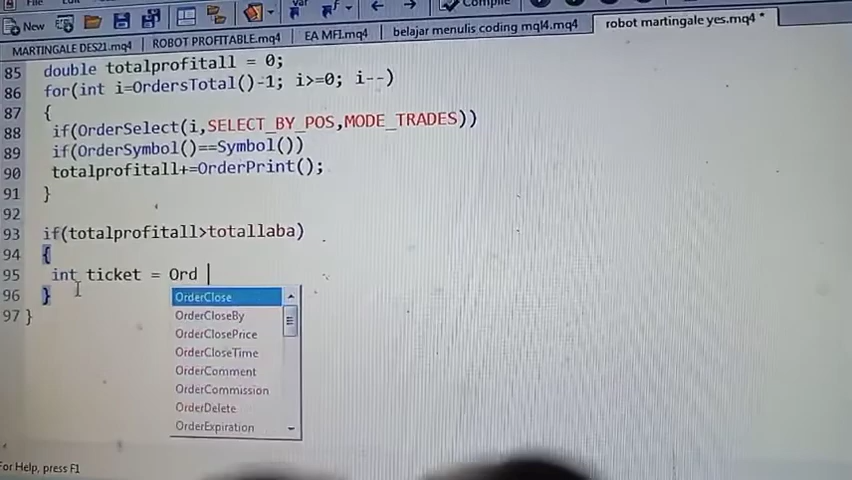 File
New
Var
Compile
MARTINGALE DES21.mq4
ROBOT PROFITABLE.mq4
EA MFI.mq4
belajar menulis coding mql4.mq4
robot martingale yes.mq4 *
85 double totalprofitall = 0;
86 for(int i=OrdersTotal()-1; i>=0; i--)
87 {
88 if(OrderSelect(i,SELECT_BY_POS,MODE_TRADES))
89 if(OrderSymbol()==Symbol())
90 totalprofitall+=OrderPrint();
91 }
92
93 if(totalprofitall>totallaba)
94 {
95 int ticket = Ord
96 }
97 }
OrderClose
OrderCloseBy
OrderClosePrice
OrderCloseTime
OrderComment
OrderCommission
OrderDelete
OrderExpiration
For Help, press F1